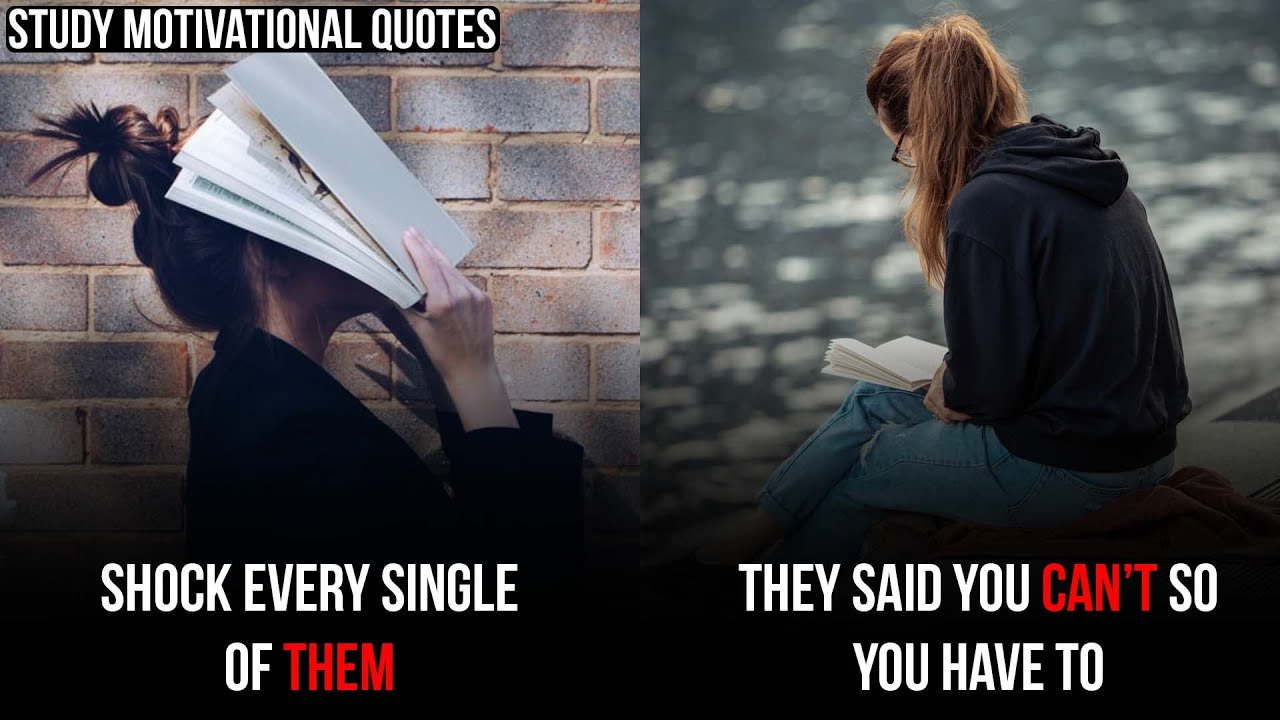 STUDY MOTIVATIONAL QUOTES
SHOCK EVERY SINGLE
OF THEM
THEY SAID YOU CAN'T SO
YOU HAVE TO